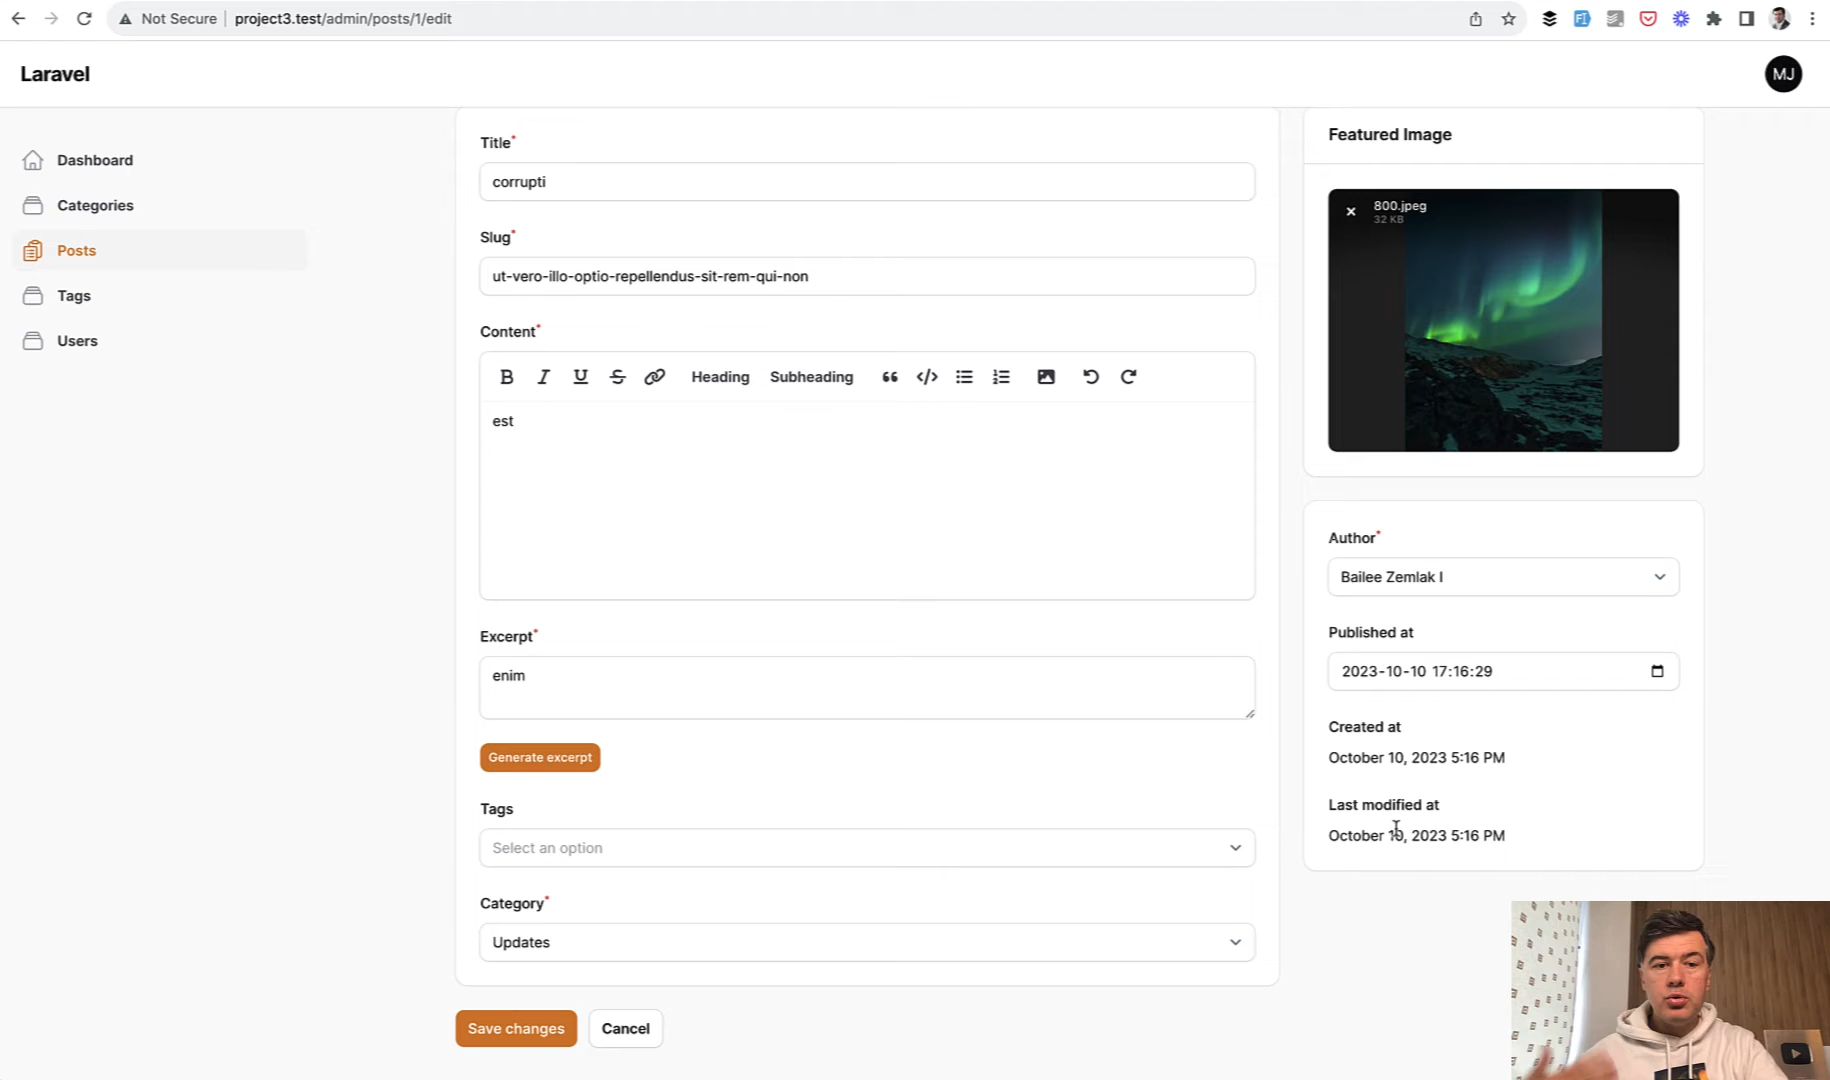 Not Secure
project3.test/admin/posts/1/edit
Laravel
MJ
Dashboard
Categories
Posts
Tags
Users
Title*
corrupti
Slug*
ut-vero-illo-optio-repellendus-sit-rem-qui-non
Content*
B I U S Heading Subheading
est
Excerpt*
enim
Generate excerpt
Tags
Select an option
Category*
Updates
Save changes
Cancel
Featured Image
800.jpeg
32 KB
Author*
Bailee Zemlak I
Published at
2023-10-10 17:16:29
Created at
October 10, 2023 5:16 PM
Last modified at
October 10, 2023 5:16 PM